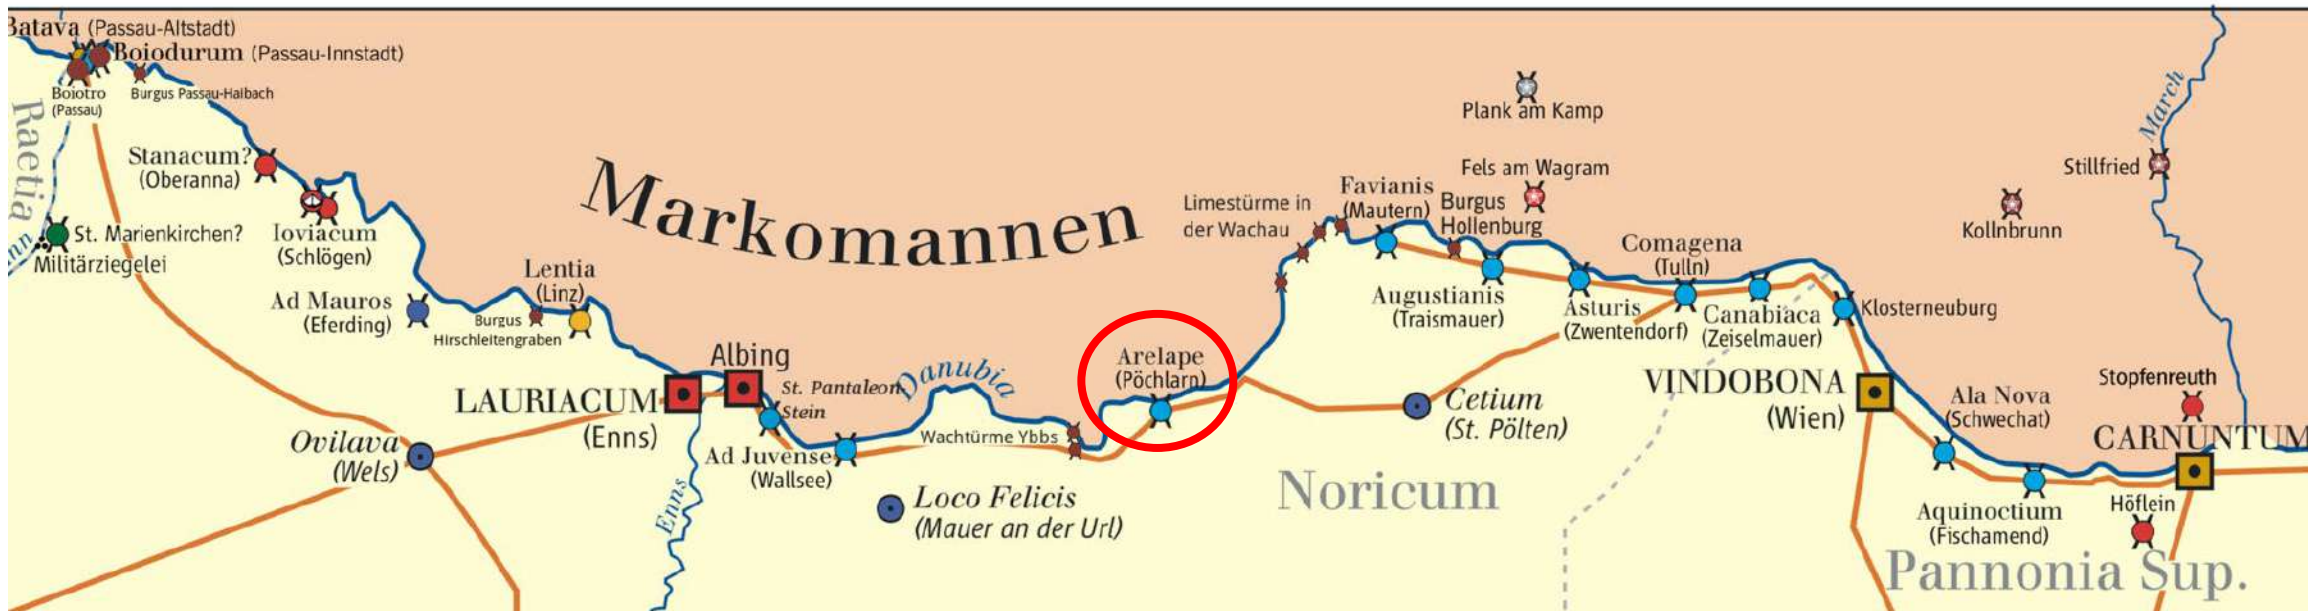 Batava (Passau-Altstadt)
Boiodurum (Passau-Innstadt)
Boiotro
(Passau)
Burgus Passau-Haibach
Raetia
Inn
Stanacum?
(Oberanna)
St. Marienkirchen?
Militärziegelei
Ioviacum
(Schlögen)
Ad Mauros
(Eferding)
Lentia
(Linz)
Burgus
Hirschleitengraben
Markomannen
Ovilava
(Wels)
LAURIACUM
(Enns)
Albing
Enns
St. Pantaleon
Stein
Ad Juvense
(Wallsee)
Danubia
Wachtürme Ybbs
Loco Felicis
(Mauer an der Url)
Arelape
(Pöchlarn)
Limestürme in
der Wachau
Favianis
(Mautern)
Burgus
Hollenburg
Plank am Kamp
Fels am Wagram
Augustianis
(Traismauer)
Asturis
(Zwentendorf)
Comagena
(Tulln)
Canabiaca
(Zeiselmauer)
Klosterneuburg
Cetium
(St. Pölten)
Noricum
VINDOBONA
(Wien)
Ala Nova
(Schwechat)
Aquinoctium
(Fischamend)
Kollnbrunn
Stillfried
March
Stopfenreuth
CARNUNTUM
Höflein
Pannonia Sup.